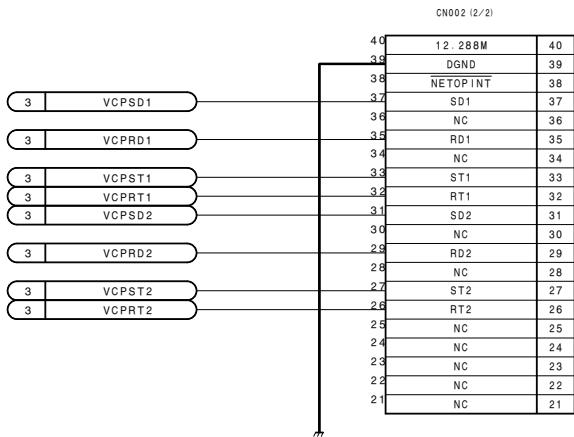 CN002 (2/2)
40 12.288M 40
39 DGND 39
38 NETOPINT 38
3 VCPSD1 37 SD1 37
36 NC 36
3 VCPRD1 35 RD1 35
34 NC 34
3 VCPST1 33 ST1 33
3 VCPRT1 32 RT1 32
3 VCPSD2 31 SD2 31
30 NC 30
3 VCPRD2 29 RD2 29
28 NC 28
3 VCPST2 27 ST2 27
3 VCPRT2 26 RT2 26
25 NC 25
24 NC 24
23 NC 23
22 NC 22
21 NC 21